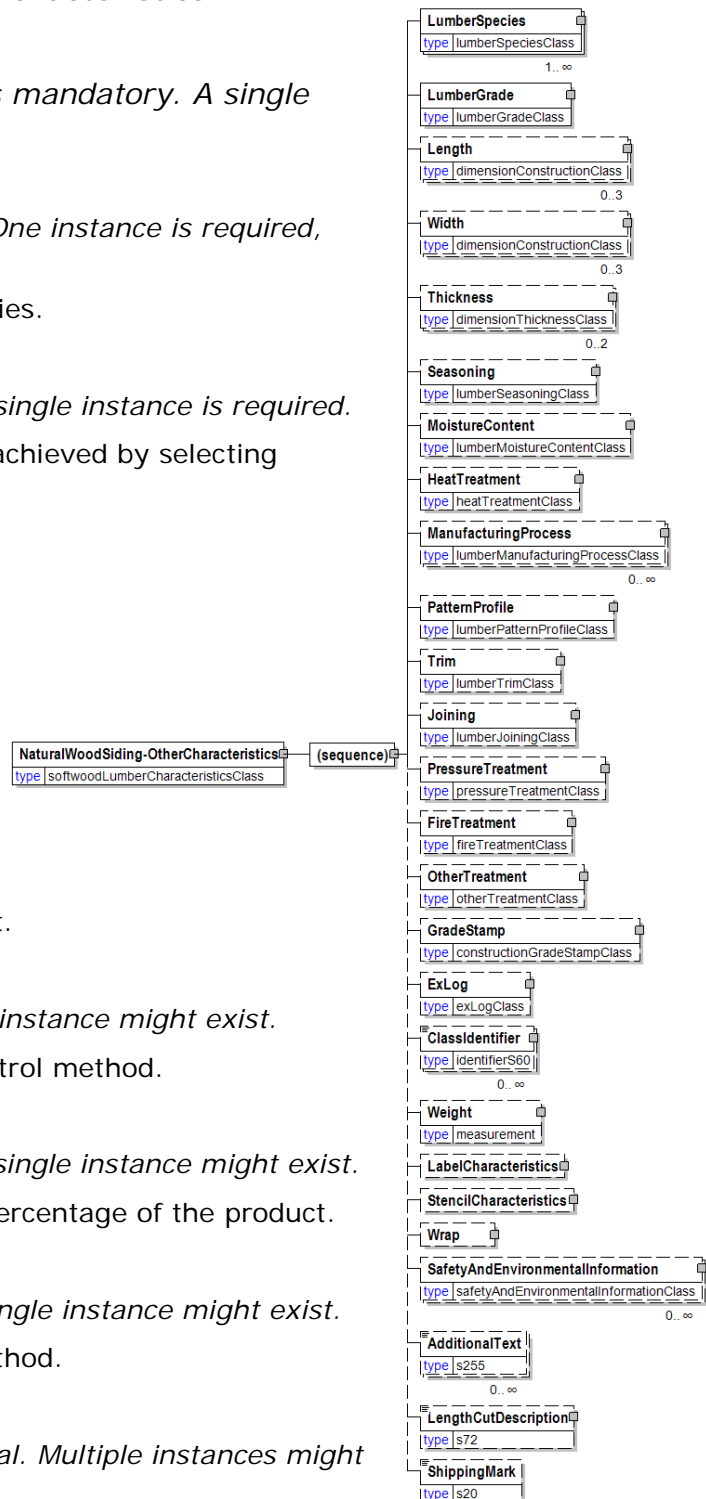 s mandatory. A single
One instance is required,
ies.
single instance is required.
achieved by selecting
t.
instance might exist.
trol method.
single instance might exist.
ercentage of the product.
ngle instance might exist.
thod.
al. Multiple instances might
NaturalWoodSiding-OtherCharacteristics
type softwoodLumberCharacteristicsClass
(sequence)
LumberSpecies
type lumberSpeciesClass
1..∞
LumberGrade
type lumberGradeClass
Length
type dimensionConstructionClass
0..3
Width
type dimensionConstructionClass
0..3
Thickness
type dimensionThicknessClass
0..2
Seasoning
type lumberSeasoningClass
MoistureContent
type lumberMoistureContentClass
HeatTreatment
type heatTreatmentClass
ManufacturingProcess
type lumberManufacturingProcessClass
0..∞
PatternProfile
type lumberPatternProfileClass
Trim
type lumberTrimClass
Joining
type lumberJoiningClass
PressureTreatment
type pressureTreatmentClass
FireTreatment
type fireTreatmentClass
OtherTreatment
type otherTreatmentClass
GradeStamp
type constructionGradeStampClass
ExLog
type exLogClass
ClassIdentifier
type identifierS60
0..∞
Weight
type measurement
LabelCharacteristics
StencilCharacteristics
Wrap
SafetyAndEnvironmentalInformation
type safetyAndEnvironmentalInformationClass
0..∞
AdditionalText
type s255
0..∞
LengthCutDescription
type s72
ShippingMark
type s20